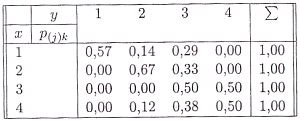 y 1 2 3 4 ∑
x p(j)k
1 0,57 0,14 0,29 0,00 1,00
2 0,00 0,67 0,33 0,00 1,00
3 0,00 0,00 0,50 0,50 1,00
4 0,00 0,12 0,38 0,50 1,00